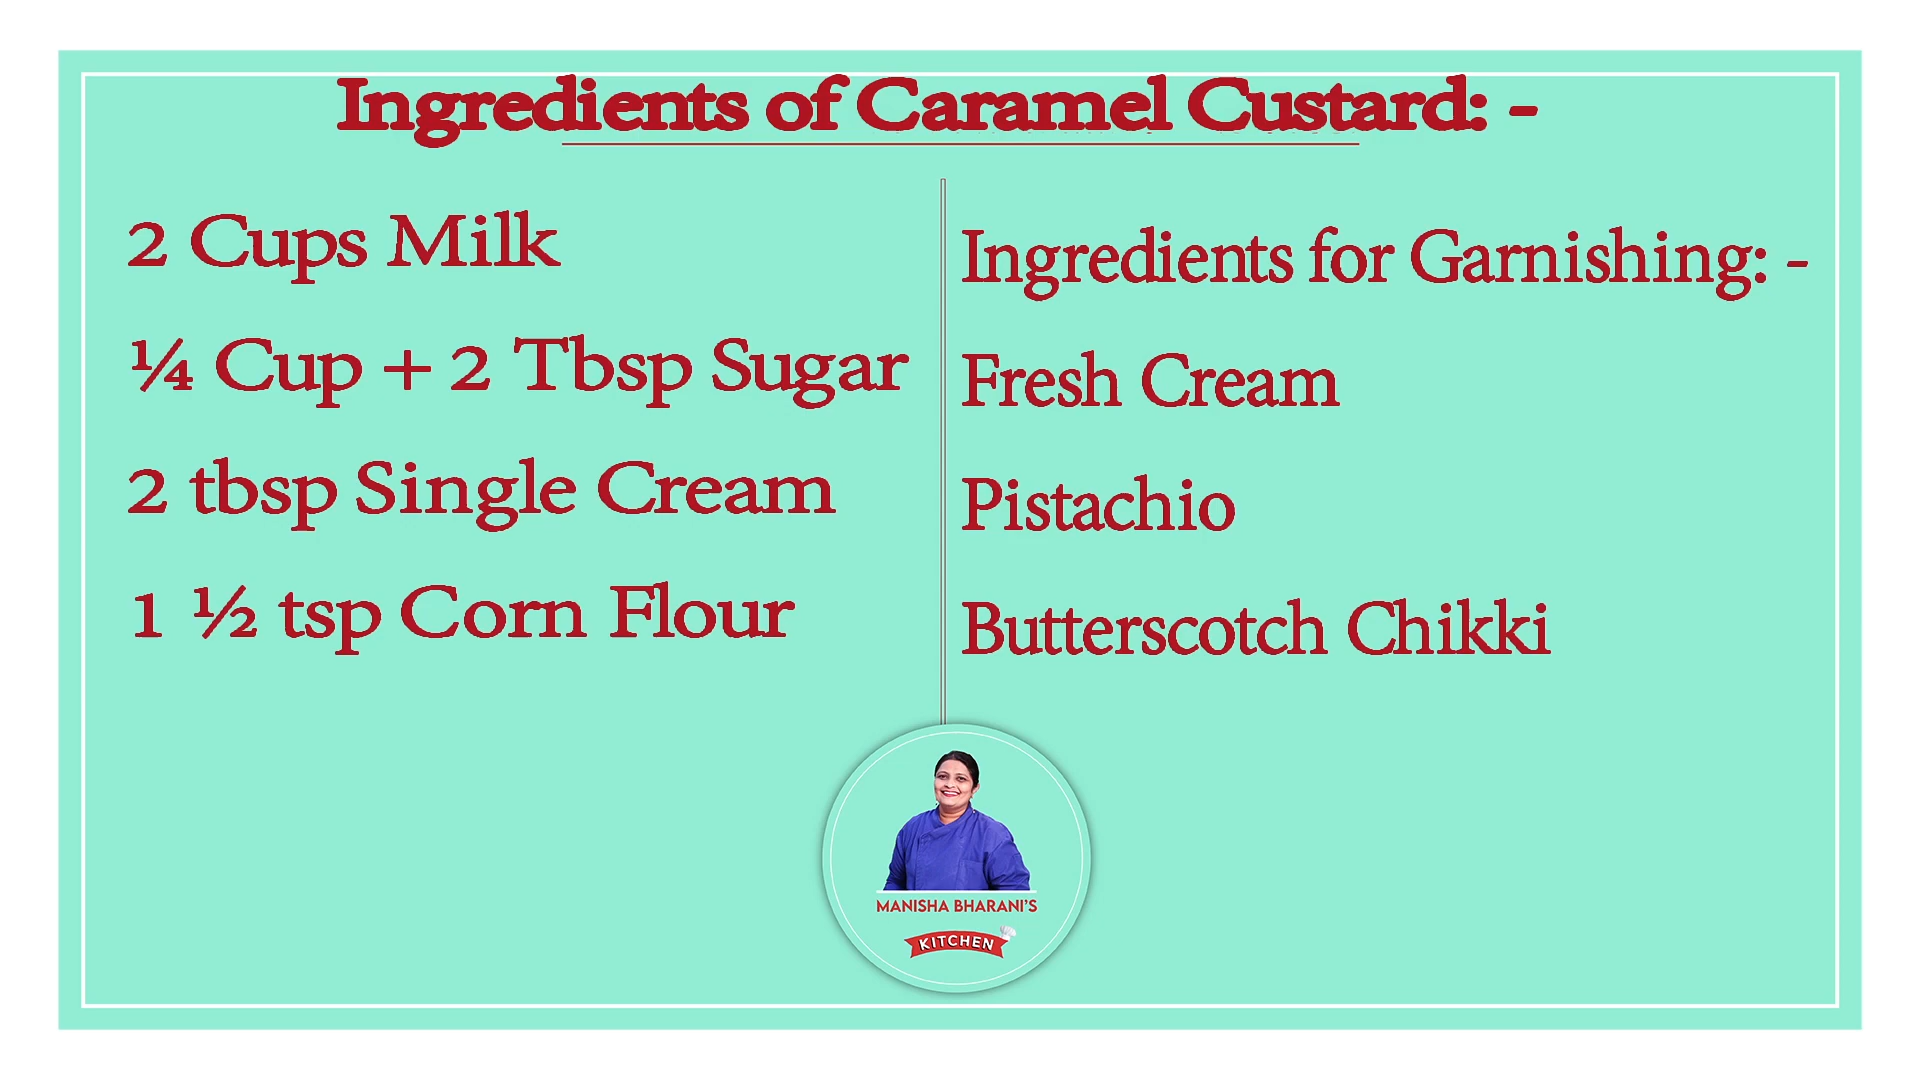 Ingredients of Caramel Custard: -
2 Cups Milk
¼ Cup + 2 Tbsp Sugar
2 tbsp Single Cream
1 ½ tsp Corn Flour
Ingredients for Garnishing: -
Fresh Cream
Pistachio
Butterscotch Chikki
MANISHA BHARANI'S
KITCHEN